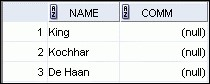 NAME COMM
1 King (null)
2 Kochhar (null)
3 De Haan (null)